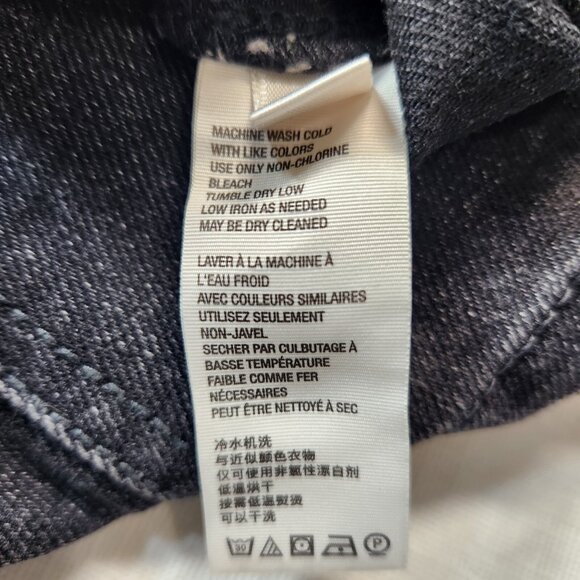 MACHINE WASH COLD
WITH LIKE COLORS
USE ONLY NON-CHLORINE
BLEACH
TUMBLE DRY LOW
LOW IRON AS NEEDED
MAY BE DRY CLEANED
LAVER À LA MACHINE À
L'EAU FROID
AVEC COULEURS SIMILAIRES
UTILISEZ SEULEMENT
NON-JAVEL
SECHER PAR CULBUTAGE À
BASSE TEMPÉRATURE
FAIBLE COMME FER
NÉCESSAIRES
PEUT ÊTRE NETTOYÉ À SEC
冷水机洗
与近似颜色衣物
仅可使用非氯性漂白剂
低温烘干
按需低温熨烫
可以干洗
30 P